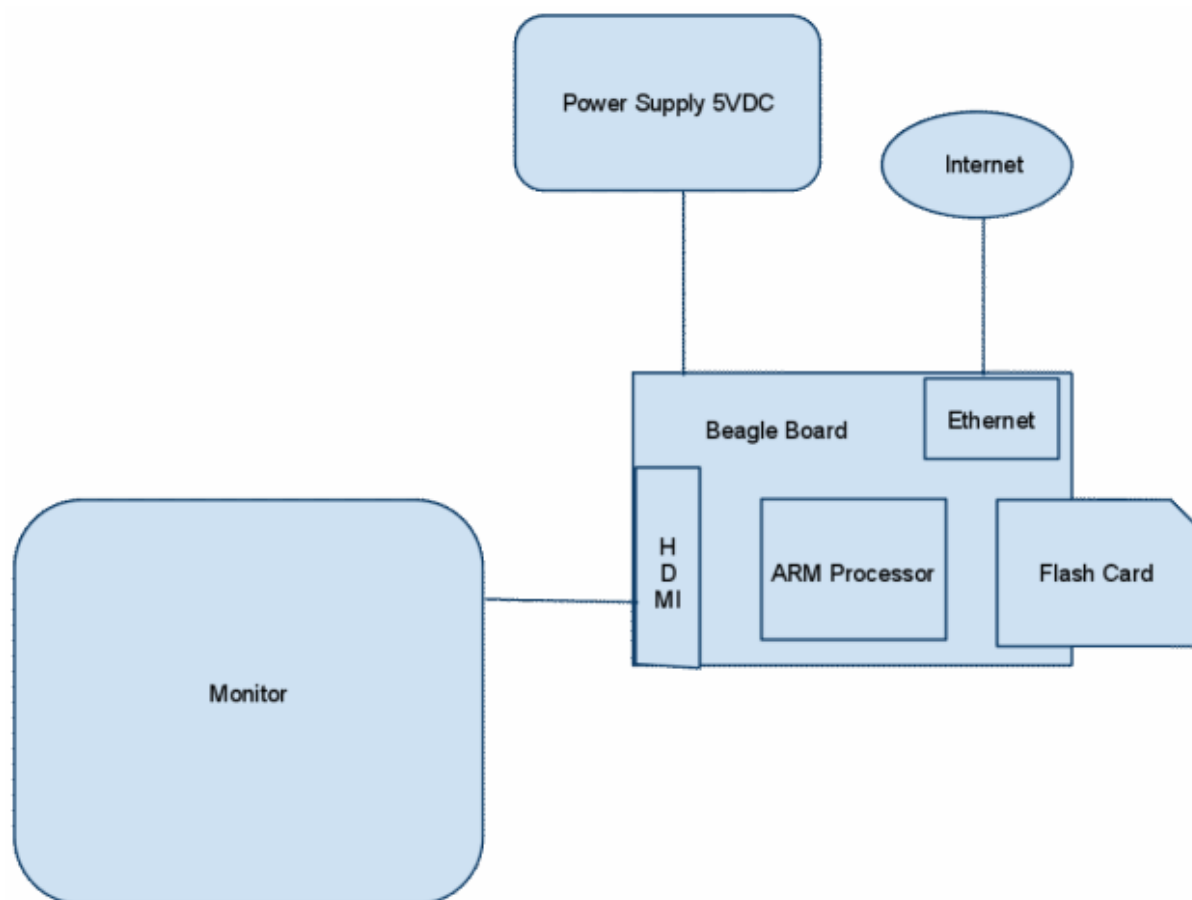 Power Supply 5VDC
Internet
Beagle Board
Ethernet
H
D
MI
ARM Processor
Flash Card
Monitor